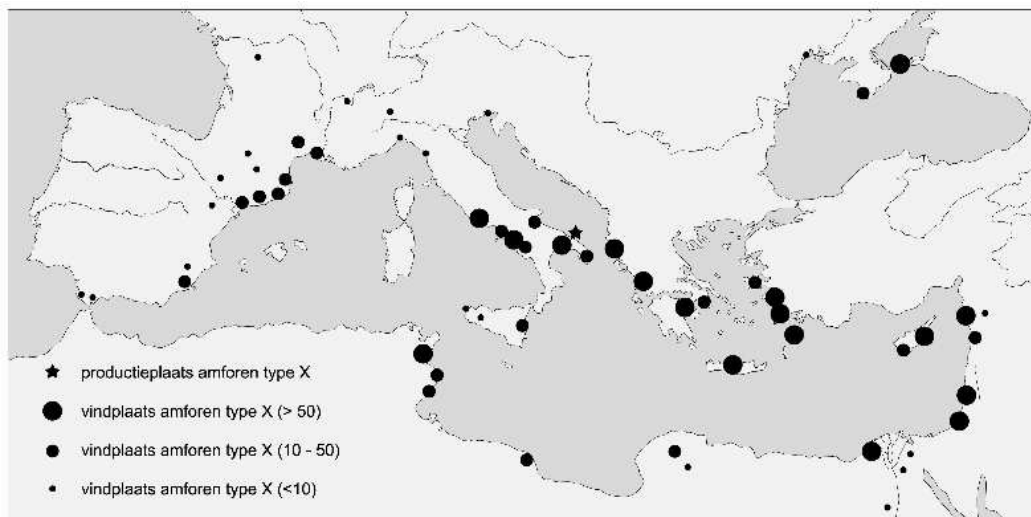 productieplaats amforen type X
vindplaats amforen type X (> 50)
vindplaats amforen type X (10 - 50)
vindplaats amforen type X (<10)